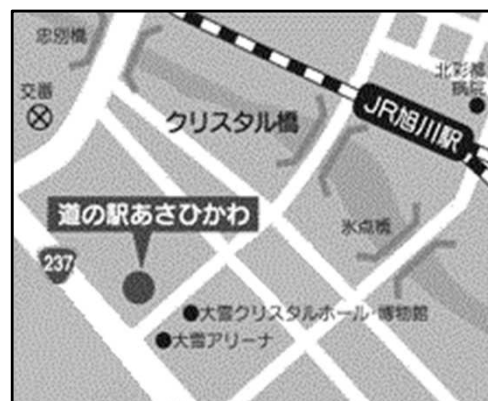 忠別橋
交番
クリスタル橋
JR旭川駅
北彩都
病院
道の駅あさひかわ
氷点橋
237
大雪クリスタルホール・博物館
大雪アリーナ